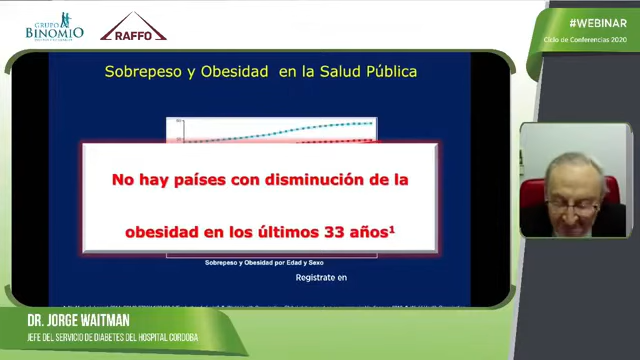 GRUPO
BINOMIO
RAFFO
#WEBINAR
Ciclo de Conferencias 2020
Sobrepeso y Obesidad en la Salud Pública
No hay países con disminución de la
obesidad en los últimos 33 años¹
Sobrepeso y Obesidad por Edad y Sexo
Registrate en
DR. JORGE WAITMAN
JEFE DEL SERVICIO DE DIABETES DEL HOSPITAL CORDOBA